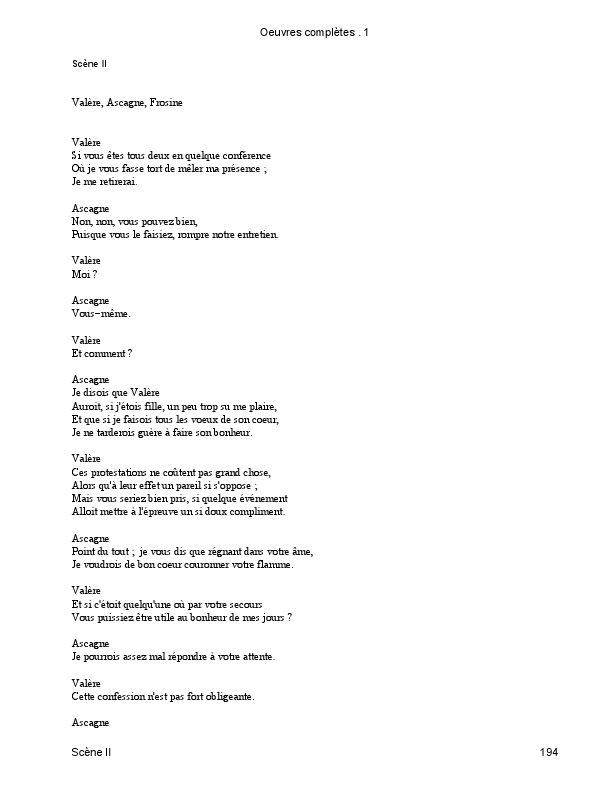 Oeuvres complètes . 1
Scène II
Valère, Ascagne, Frosine
Valère
Si vous êtes tous deux en quelque conférence
Où je vous fasse tort de mêler ma présence ;
Je me retirerai.
Ascagne
Non, non, vous pouvez bien,
Puisque vous le faisiez, rompre notre entretien.
Valère
Moi ?
Ascagne
Vous−même.
Valère
Et comment ?
Ascagne
Je disois que Valère
Auroit, si j'étois fille, un peu trop su me plaire,
Et que si je faisois tous les voeux de son coeur,
Je ne tarderois guère à faire son bonheur.
Valère
Ces protestations ne coûtent pas grand chose,
Alors qu'à leur effet un pareil si s'oppose ;
Mais vous seriez bien pris, si quelque événement
Alloit mettre à l'épreuve un si doux compliment.
Ascagne
Point du tout ; je vous dis que régnant dans votre âme,
Je voudrois de bon coeur couronner votre flamme.
Valère
Et si c'étoit quelqu'une où par votre secours
Vous puissiez être utile au bonheur de mes jours ?
Ascagne
Je pourrois assez mal répondre à votre attente.
Valère
Cette confession n'est pas fort obligeante.
Ascagne
Scène II
194